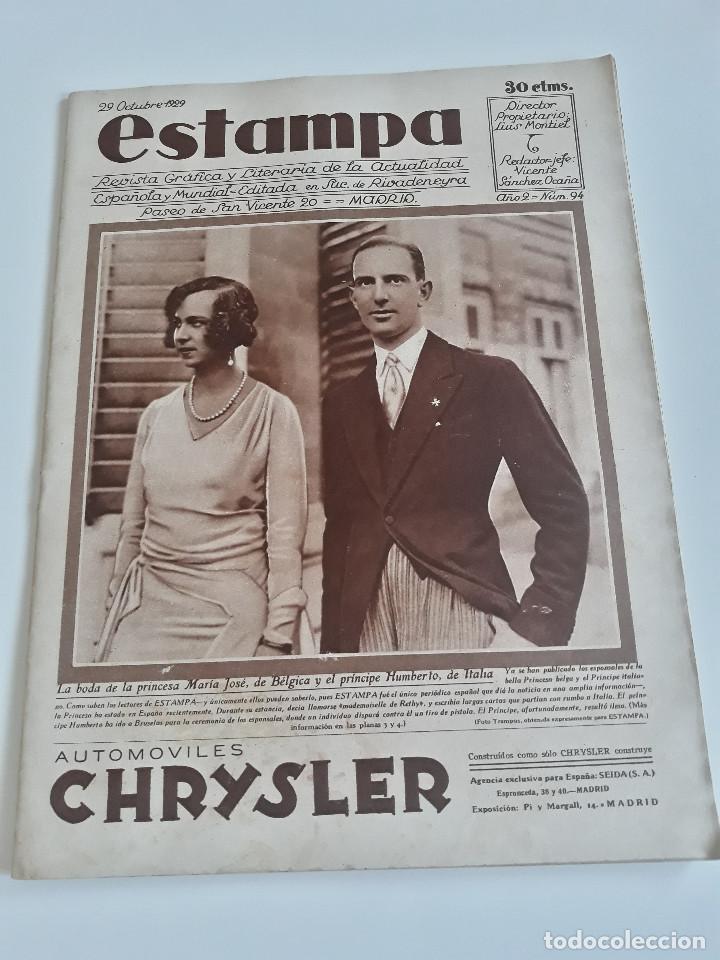 29 Octubre-1929
estampa
Revista Gráfica y Literaria de la Actualidad
Española y Mundial-Editada en Suc. de Rivadeneyra
Paseo de San Vicente 20 == MADRID.
30 ctms.
Director
Propietario:
Luis Montiel
Redactor-jefe:
Vicente
Sánchez Ocaña
Año 2 = Núm. 94
La boda de la princesa María José, de Bélgica y el príncipe Humberto, de Italia
Ya se han publicado los esponsales de la
bella Princesa belga y el Príncipe italia-
no. Como saben los lectores de ESTAMPA—y únicamente ellos pueden saberlo, pues ESTAMPA fué el único periódico español que dió la noticia en una amplia información—,
la Princesa ha estado en España recientemente. Durante su estancia, decía llamarse «mademoiselle de Rethy», y escribía largas cartas que partían con rumbo a Italia. El prín-
cipe Humberto ha ido a Bruselas para la ceremonia de los esponsales, donde un individuo disparó contra él un tiro de pistola. El Príncipe, afortunadamente, resultó ileso. (Más
información en las planas 3 y 4.)
(Foto Trampus, obtenida expresamente para ESTAMPA.)
AUTOMOVILES
CHRYSLER
Construídos como sólo CHRYSLER construye
Agencia exclusiva para España: SEIDA (S. A.)
Espronceda, 38 y 40.—MADRID
Exposición: Pi y Margall, 14.=MADRID
todocoleccion
todocoleccion.net